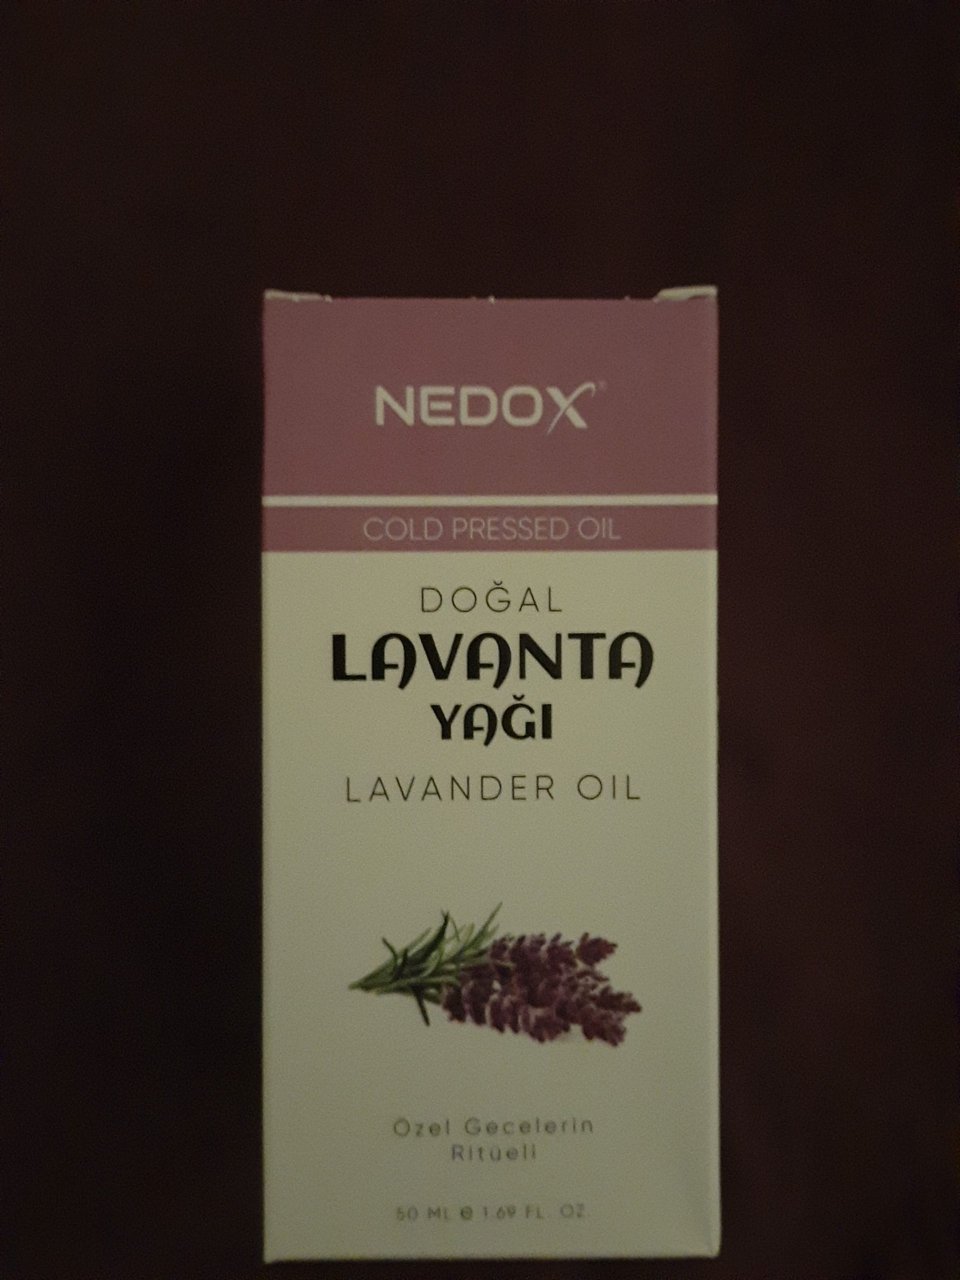 NEDOX®
COLD PRESSED OIL
DOĞAL
LAVANTA
YAĞI
LAVANDER OIL
Özel Gecelerin
Ritüeli
50 ML e 1.69 FL. OZ.